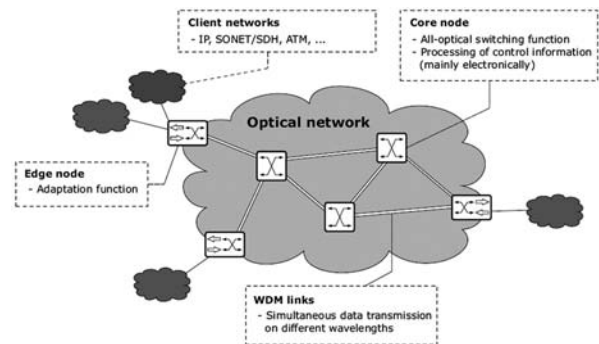 Client networks
- IP, SONET/SDH, ATM, ...
Core node
- All-optical switching function
- Processing of control information
(mainly electronically)
Optical network
Edge node
- Adaptation function
WDM links
- Simultaneous data transmission
on different wavelengths